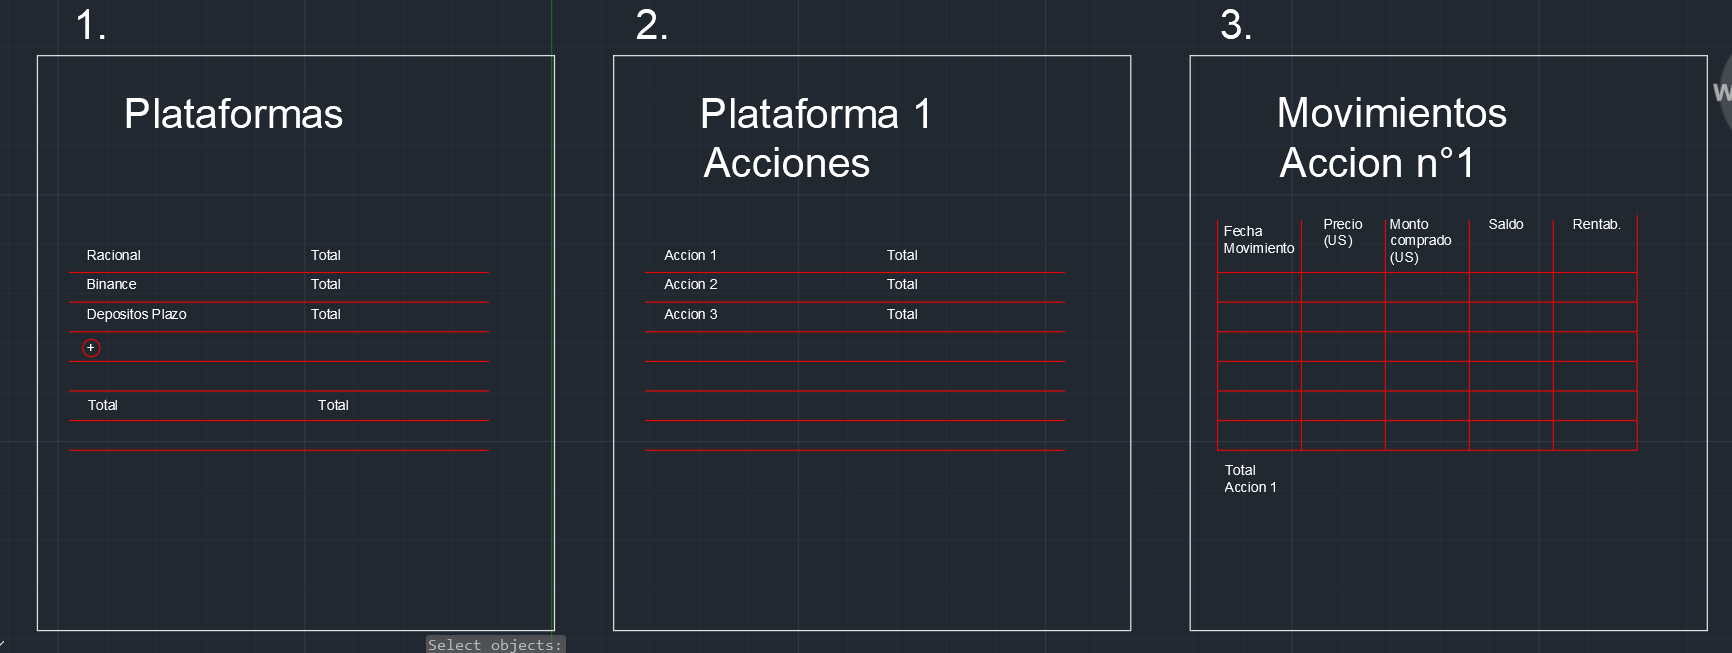 1.
Plataformas
Racional Total
Binance Total
Depositos Plazo Total
+
Total Total
2.
Plataforma 1
Acciones
Accion 1 Total
Accion 2 Total
Accion 3 Total
3.
Movimientos
Accion n°1
Fecha
Movimiento
Precio
(US)
Monto
comprado
(US)
Saldo
Rentab.
Total
Accion 1
W
Select objects: